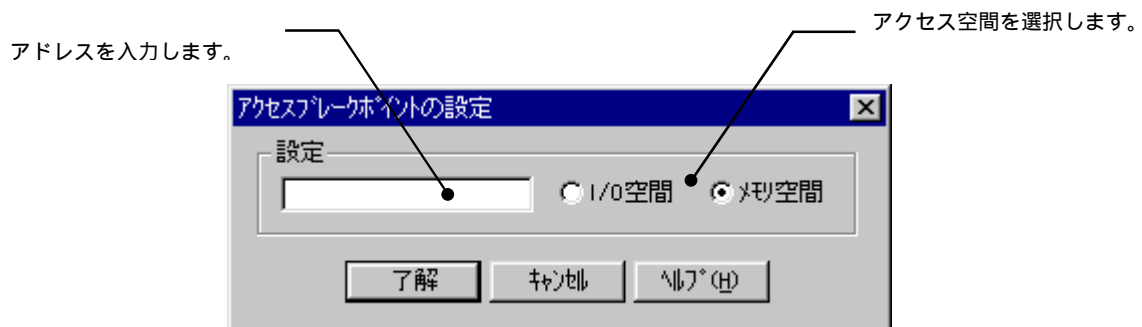 アクセス空間を選択します。
アドレスを入力します。
ｱｸｾｽﾌﾞﾚｰｸﾎﾟｲﾝﾄの設定
設定
I/O空間 ﾒﾓﾘ空間
了解 ｷｬﾝｾﾙ ﾍﾙﾌﾟ(H)